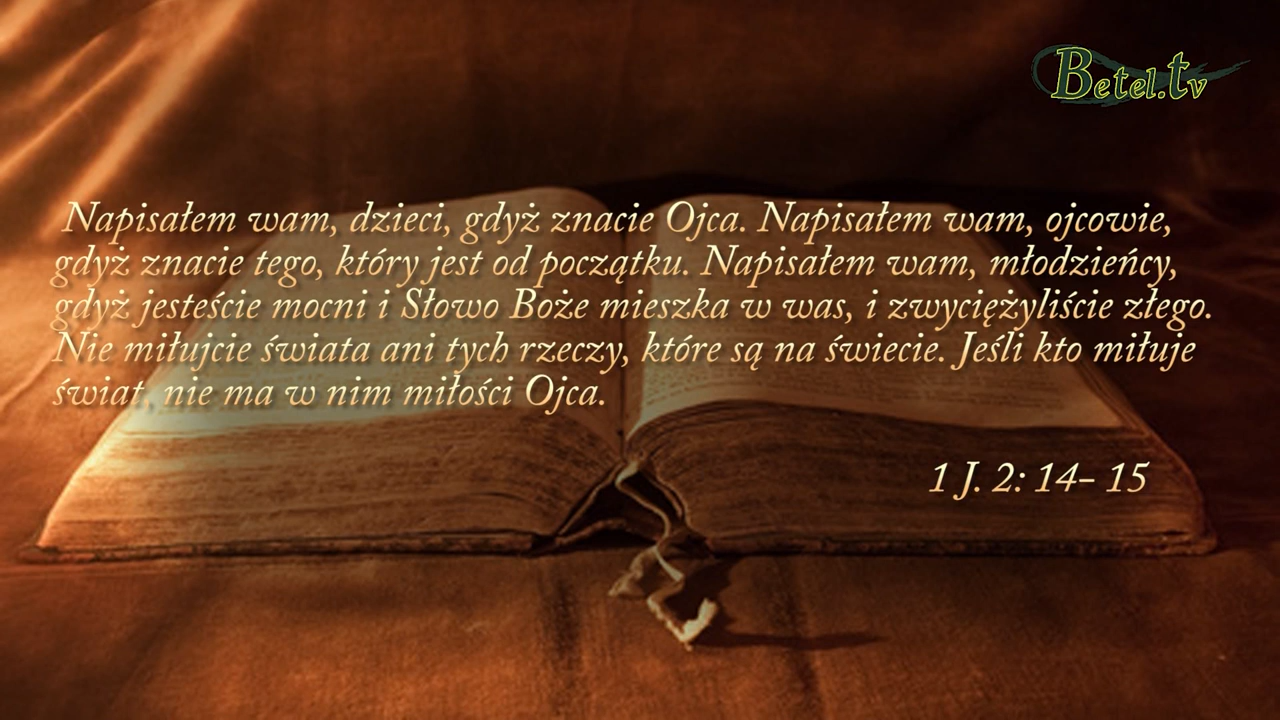 Betel.tv
Napisałem wam, dzieci, gdyż znacie Ojca. Napisałem wam, ojcowie,
gdyż znacie tego, który jest od początku. Napisałem wam, młodzieńcy,
gdyż jesteście mocni i Słowo Boże mieszka w was, i zwyciężyliście złego.
Nie miłujcie świata ani tych rzeczy, które są na świecie. Jeśli kto miłuje
świat, nie ma w nim miłości Ojca.
1 J. 2: 14- 15